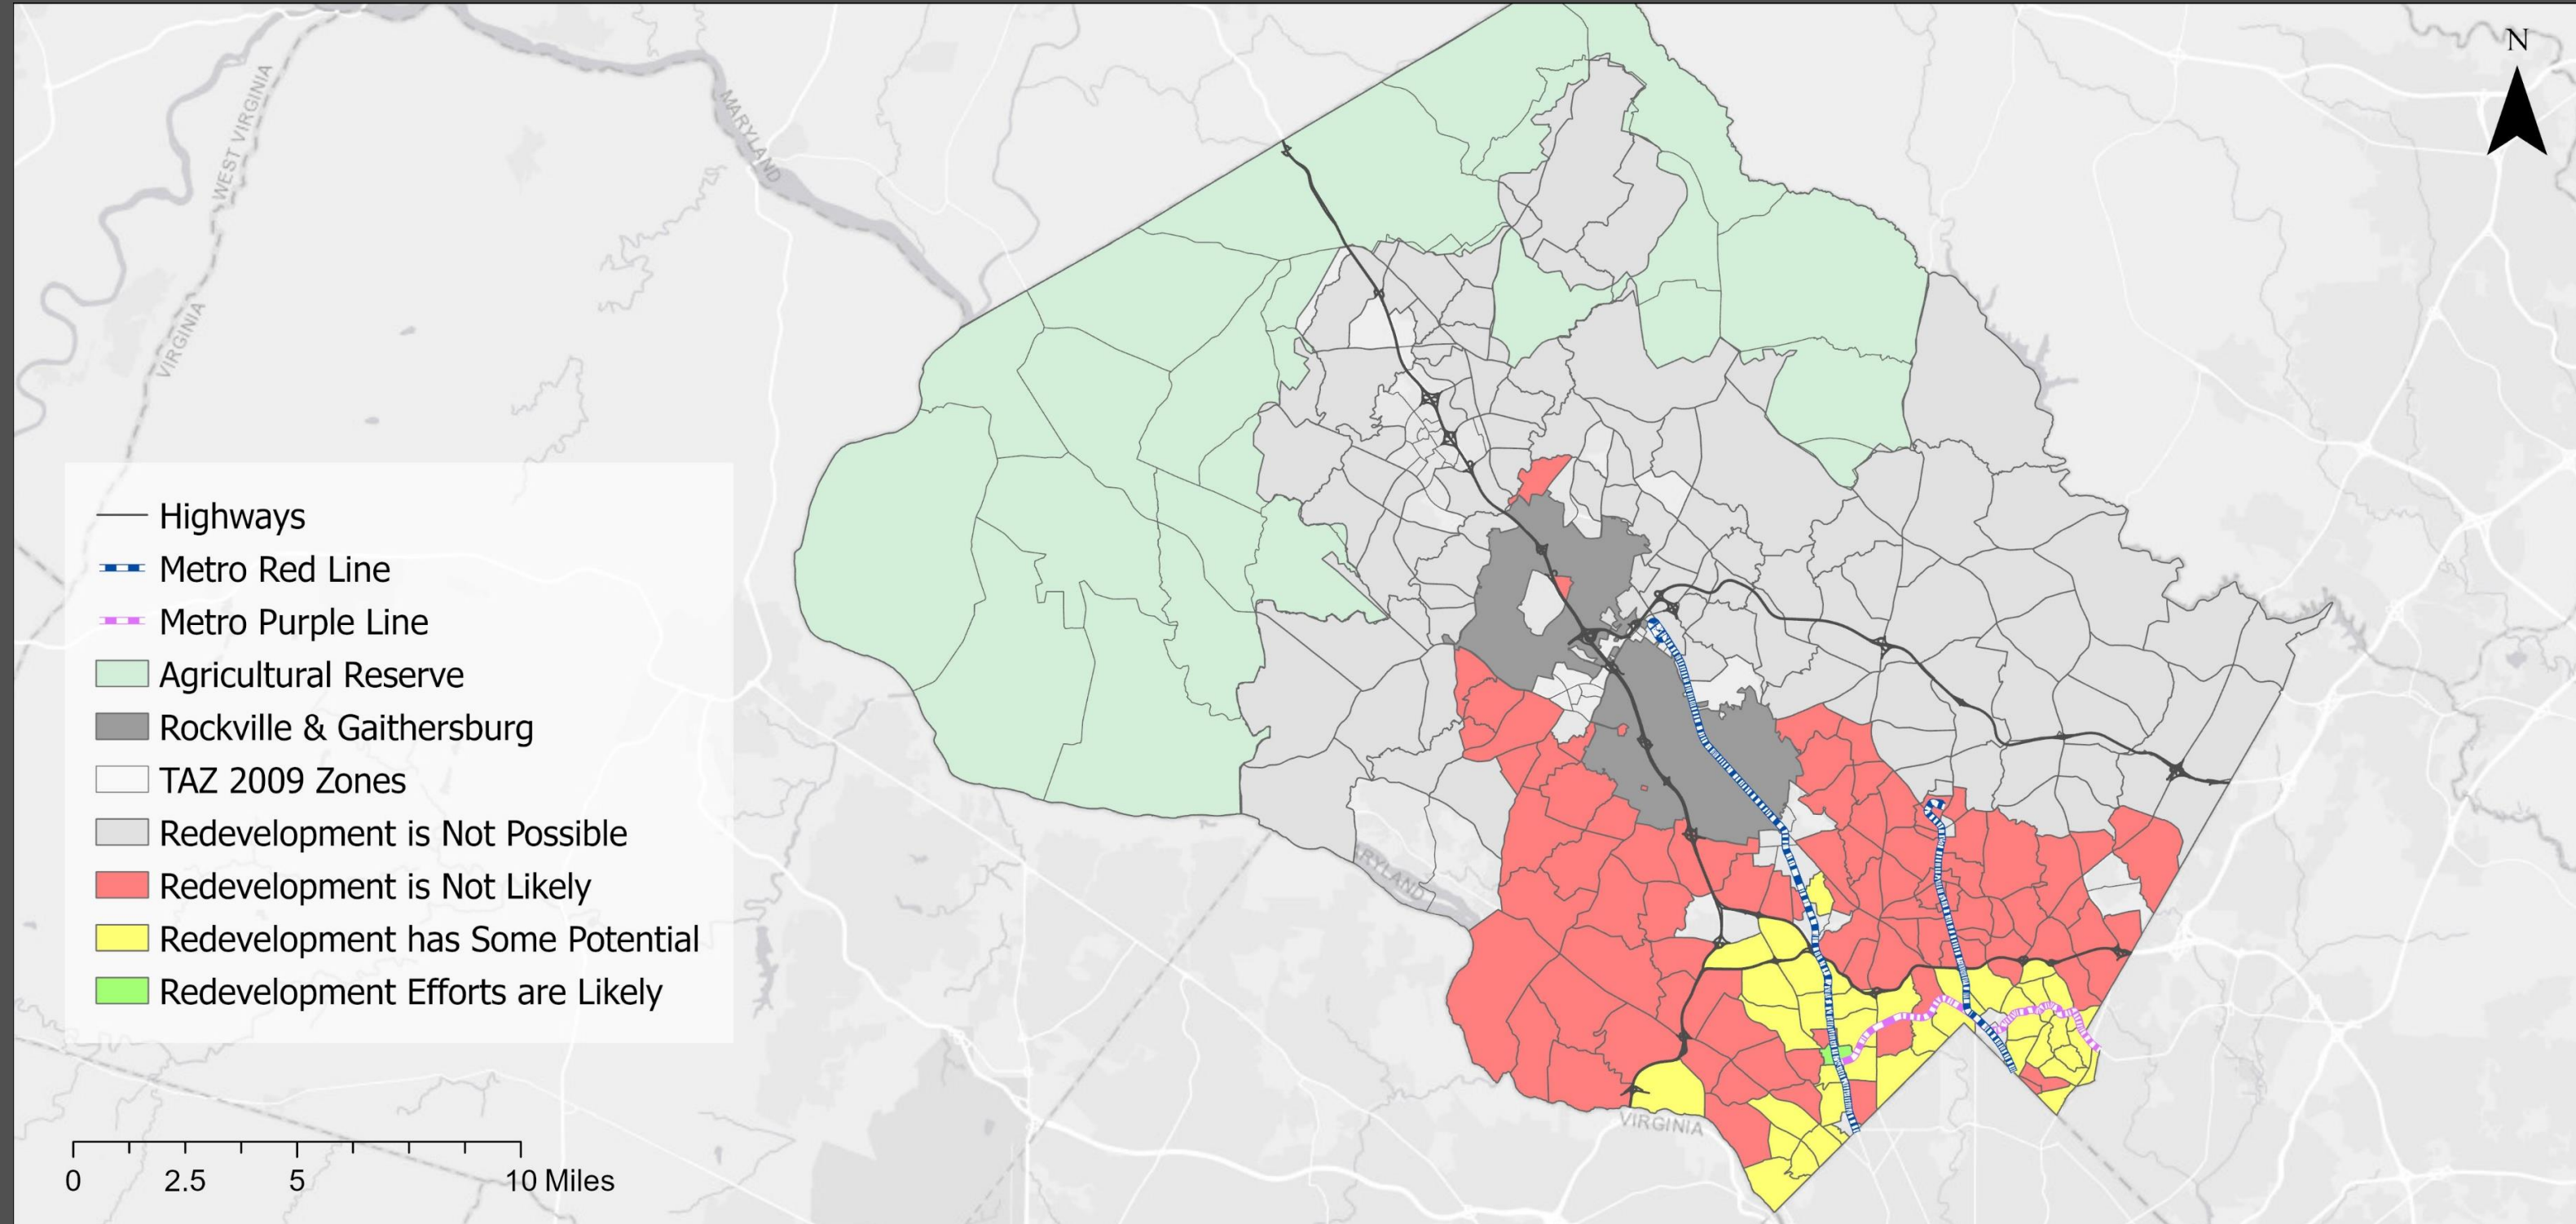 N
WEST VIRGINIA
MARYLAND
VIRGINIA
Highways
Metro Red Line
Metro Purple Line
Agricultural Reserve
Rockville & Gaithersburg
TAZ 2009 Zones
Redevelopment is Not Possible
Redevelopment is Not Likely
Redevelopment has Some Potential
Redevelopment Efforts are Likely
ARYLAND
VIRGINIA
0 2.5 5 10 Miles